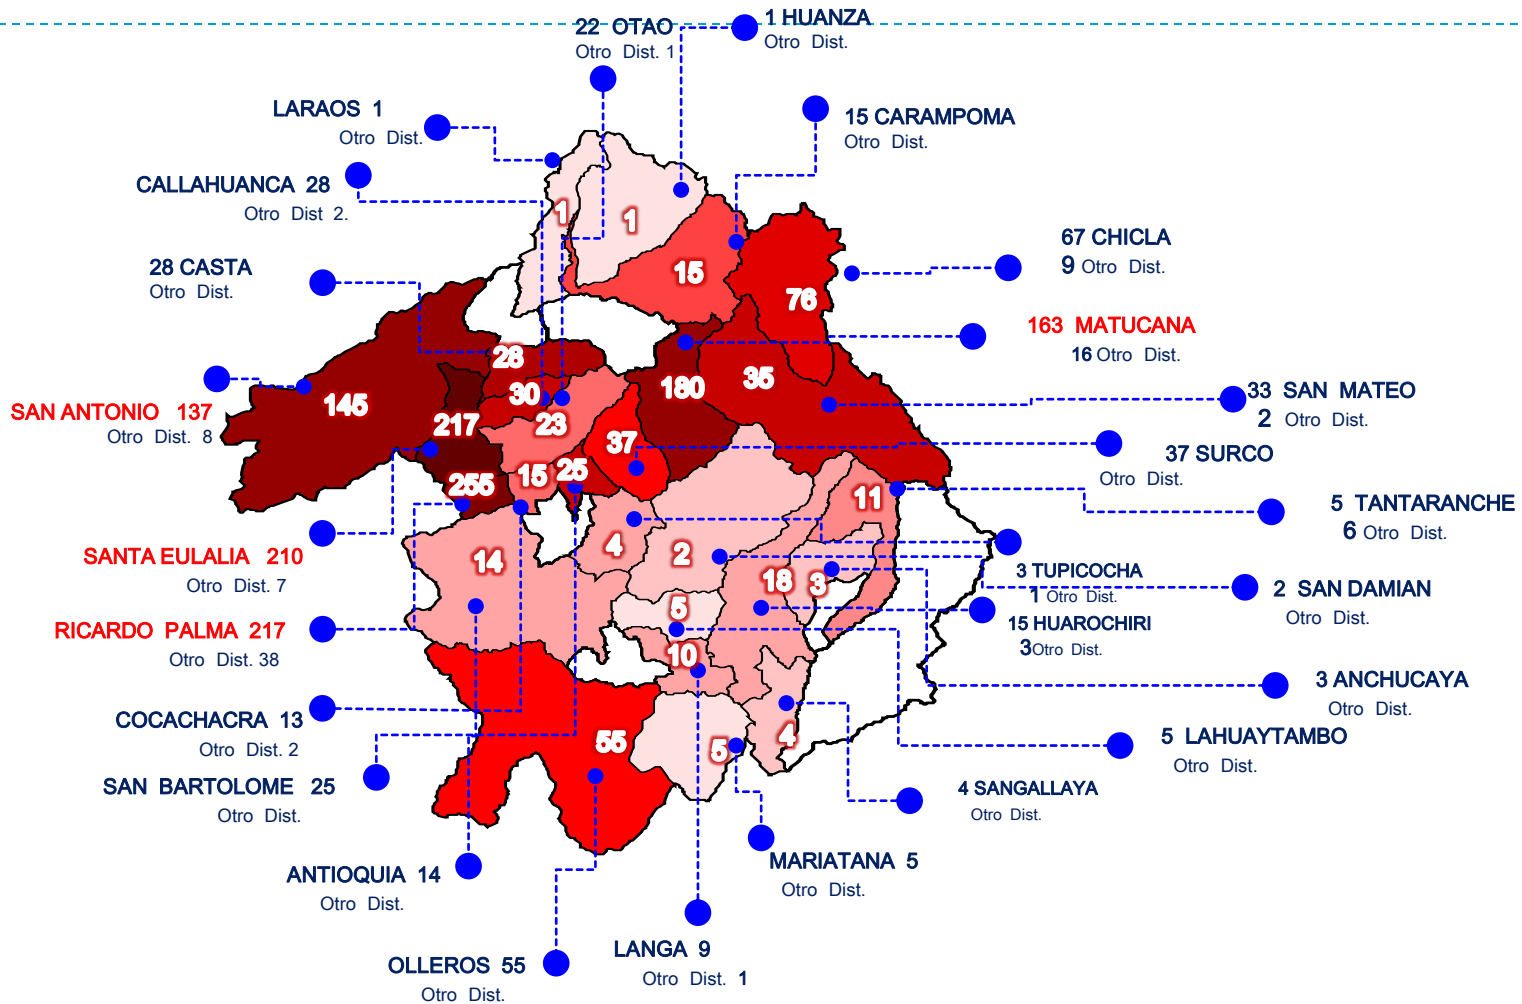 1 HUANZA
Otro Dist.
22 OTAO
Otro Dist. 1
LARAOS 1
Otro Dist.
15 CARAMPOMA
Otro Dist.
CALLAHUANCA 28
Otro Dist 2.
28 CASTA
Otro Dist.
67 CHICLA
9 Otro Dist.
163 MATUCANA
16 Otro Dist.
SAN ANTONIO 137
Otro Dist. 8
33 SAN MATEO
2 Otro Dist.
37 SURCO
Otro Dist.
5 TANTARANCHE
6 Otro Dist.
SANTA EULALIA 210
Otro Dist. 7
3 TUPICOCHA
1 Otro Dist.
2 SAN DAMIAN
Otro Dist.
RICARDO PALMA 217
Otro Dist. 38
15 HUAROCHIRI
3Otro Dist.
3 ANCHUCAYA
Otro Dist.
COCACHACRA 13
Otro Dist. 2
5 LAHUAYTAMBO
Otro Dist.
SAN BARTOLOME 25
Otro Dist.
4 SANGALLAYA
Otro Dist.
MARIATANA 5
Otro Dist.
ANTIOQUIA 14
Otro Dist.
LANGA 9
Otro Dist. 1
OLLEROS 55
Otro Dist.
1
1
15
76
28
30
145
180
35
217
23
37
15
25
255
11
14
4
2
18
3
5
10
55
5
4